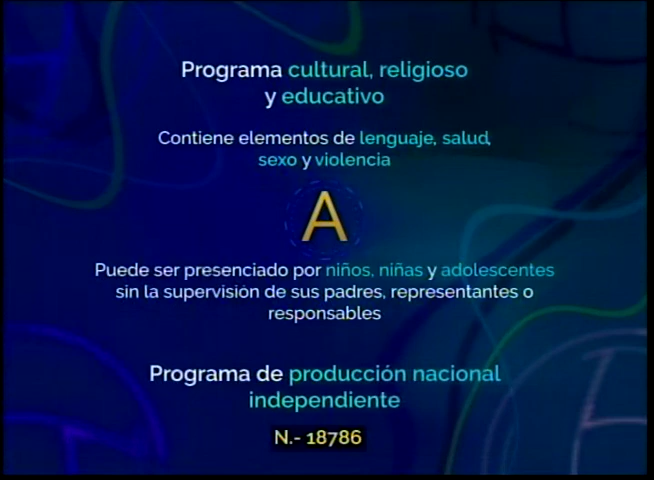 Programa cultural, religioso
y educativo
Contiene elementos de lenguaje, salud,
sexo y violencia
A
Puede ser presenciado por niños, niñas y adolescentes
sin la supervisión de sus padres, representantes o
responsables
Programa de producción nacional
independiente
N.- 18786